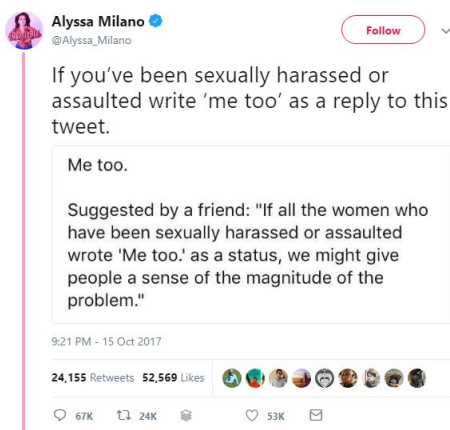 Alyssa Milano
@Alyssa_Milano
Follow
If you've been sexually harassed or
assaulted write 'me too' as a reply to this
tweet.
Me too.
Suggested by a friend: "If all the women who
have been sexually harassed or assaulted
wrote 'Me too.' as a status, we might give
people a sense of the magnitude of the
problem."
9:21 PM - 15 Oct 2017
24,155 Retweets 52,569 Likes
67K 24K 53K